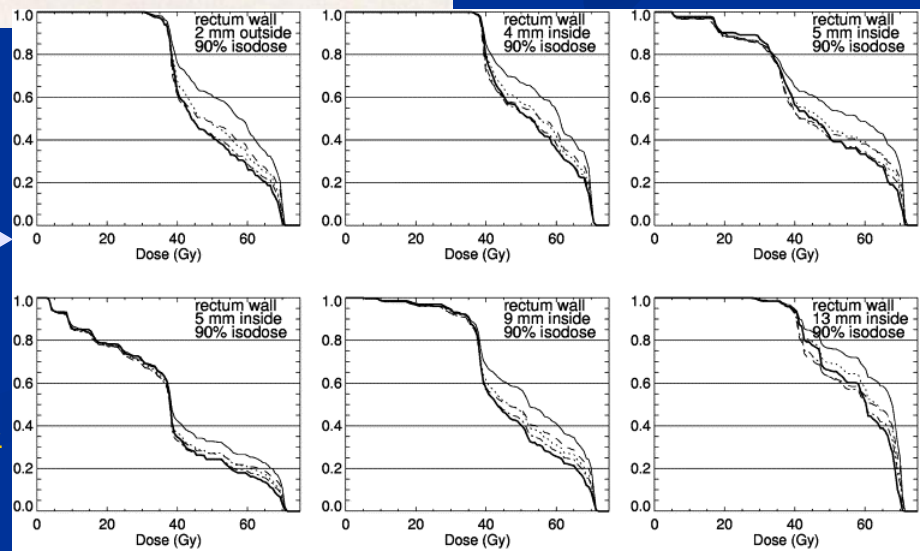 rectum wall
2 mm outside
90% isodose
1.0
0.8
0.6
0.4
0.2
0.0
0 20 40 60
Dose (Gy)
rectum wall
4 mm inside
90% isodose
1.0
0.8
0.6
0.4
0.2
0.0
0 20 40 60
Dose (Gy)
rectum wall
5 mm inside
90% isodose
1.0
0.8
0.6
0.4
0.2
0.0
0 20 40 60
Dose (Gy)
rectum wall
5 mm inside
90% isodose
1.0
0.8
0.6
0.4
0.2
0.0
0 20 40 60
Dose (Gy)
rectum wall
9 mm inside
90% isodose
1.0
0.8
0.6
0.4
0.2
0.0
0 20 40 60
Dose (Gy)
rectum wall
13 mm inside
90% isodose
1.0
0.8
0.6
0.4
0.2
0.0
0 20 40 60
Dose (Gy)